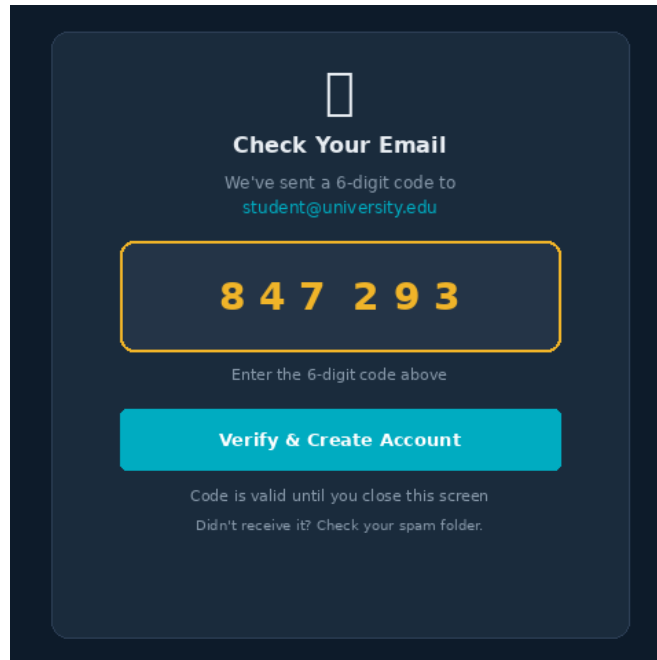 Check Your Email
We've sent a 6-digit code to
student@university.edu
8 4 7 2 9 3
Enter the 6-digit code above
Verify & Create Account
Code is valid until you close this screen
Didn't receive it? Check your spam folder.